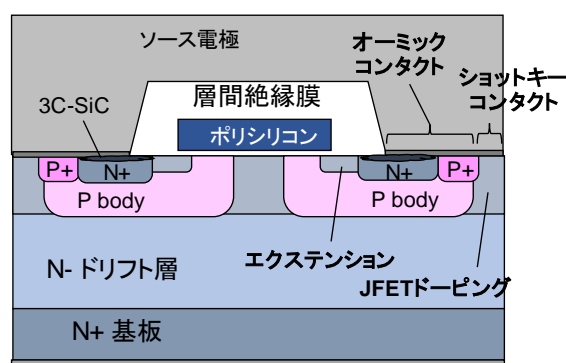 ソース電極
オーミック
コンタクト
ショットキー
コンタクト
3C-SiC
層間絶縁膜
ポリシリコン
P+
N+
N+
P+
P body
P body
エクステンション
JFETドーピング
N- ドリフト層
N+ 基板